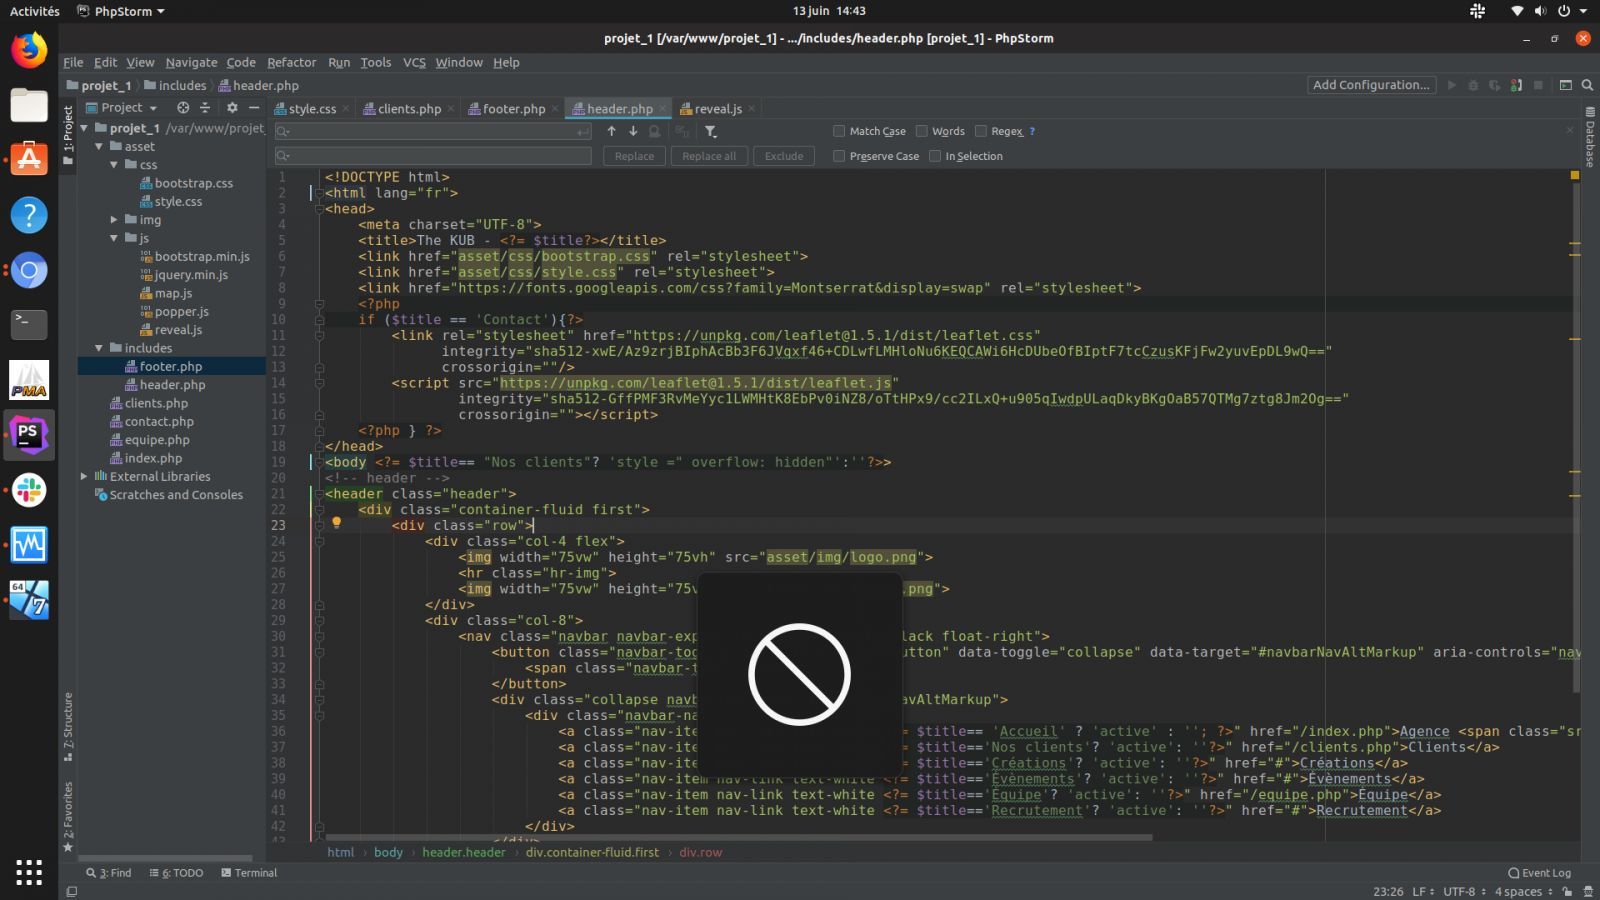 Activités PhpStorm 13 juin 14:43
projet_1 [/var/www/projet_1] - .../includes/header.php [projet_1] - PhpStorm
File Edit View Navigate Code Refactor Run Tools VCS Window Help
projet_1 includes header.php Add Configuration...
Project
style.css clients.php footer.php header.php reveal.js
Match Case Words Regex ?
Replace Replace all Exclude Preserve Case In Selection
1: Project
projet_1 /var/www/projet_
asset
css
bootstrap.css
style.css
img
js
bootstrap.min.js
jquery.min.js
map.js
popper.js
reveal.js
includes
footer.php
header.php
clients.php
contact.php
equipe.php
index.php
External Libraries
Scratches and Consoles
Z: Structure
2: Favorites
Database
>_
PMA
PS
64
7
1 <!DOCTYPE html>
2 <html lang="fr">
3 <head>
4 <meta charset="UTF-8">
5 <title>The KUB - <?= $title?></title>
6 <link href="asset/css/bootstrap.css" rel="stylesheet">
7 <link href="asset/css/style.css" rel="stylesheet">
8 <link href="https://fonts.googleapis.com/css?family=Montserrat&display=swap" rel="stylesheet">
9 <?php
10 if ($title == 'Contact'){?>
11 <link rel="stylesheet" href="https://unpkg.com/leaflet@1.5.1/dist/leaflet.css"
12 integrity="sha512-xwE/Az9zrjBIphAcBb3F6JVqxf46+CDLwfLMHloNu6KEQCAWi6HcDUbeOfBIptF7tcCzusKFjFw2yuvEpDL9wQ=="
13 crossorigin=""/>
14 <script src="https://unpkg.com/leaflet@1.5.1/dist/leaflet.js"
15 integrity="sha512-GffPMF3RvMeYyc1LWMHtK8EbPv0iNZ8/oTtHPx9/cc2ILxQ+u905qIwdpULaqDkyBKgOaB57QTMg7ztg8Jm2Og=="
16 crossorigin=""></script>
17 <?php } ?>
18 </head>
19 <body <?= $title== "Nos clients"? 'style =" overflow: hidden"':''?>>
20 <!-- header -->
21 <header class="header">
22 <div class="container-fluid first">
23 <div class="row">
24 <div class="col-4 flex">
25 <img width="75vw" height="75vh" src="asset/img/logo.png">
26 <hr class="hr-img">
27 <img width="75vw" height="75v .png">
28 </div>
29 <div class="col-8">
30 <nav class="navbar navbar-exp lack float-right">
31 <button class="navbar-tog utton" data-toggle="collapse" data-target="#navbarNavAltMarkup" aria-controls="nav
32 <span class="navbar-t
33 </button>
34 <div class="collapse navb avAltMarkup">
35 <div class="navbar-na
36 <a class="nav-ite = $title== 'Accueil' ? 'active' : ''; ?>" href="/index.php">Agence <span class="sr
37 <a class="nav-ite = $title=='Nos clients'? 'active': ''?>" href="/clients.php">Clients</a>
38 <a class="nav-ite = $title=='Créations'? 'active': ''?>" href="#">Créations</a>
39 <a class="nav-item nav-link text-white <?= $title=='Évènements'? 'active': ''?>" href="#">Évènements</a>
40 <a class="nav-item nav-link text-white <?= $title=='Équipe'? 'active': ''?>" href="/equipe.php">Équipe</a>
41 <a class="nav-item nav-link text-white <?= $title=='Recrutement'? 'active': ''?>" href="#">Recrutement</a>
42 </div>
html body header.header div.container-fluid.first div.row
3: Find 6: TODO Terminal Event Log
23:26 LF UTF-8 4 spaces